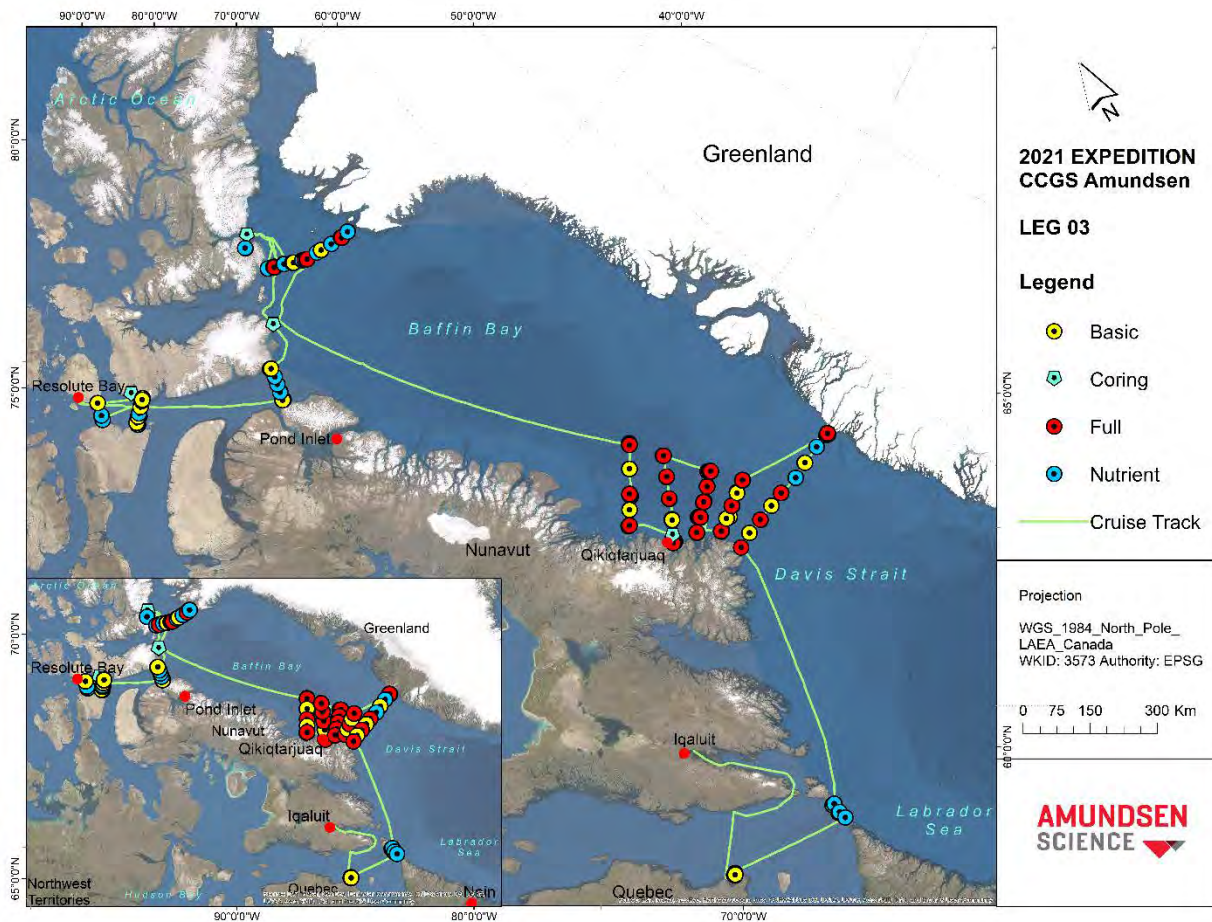 90°0'0"W
80°0'0"W
70°0'0"W
60°0'0"W
50°0'0"W
40°0'0"W
80°0'0"N
75°0'0"N
70°0'0"N
65°0'0"N
65°0'0"N
60°0'0"N
90°0'0"W
80°0'0"W
70°0'0"W
Arctic Ocean
Greenland
Baffin Bay
Resolute Bay
Pond Inlet
Nunavut
Qikiqtarjuaq
Davis Strait
Iqaluit
Labrador
Sea
Quebec
Arctic Ocean
Greenland
Baffin Bay
Resolute Bay
Pond Inlet
Nunavut
Qikiqtarjuaq
Davis Strait
Iqaluit
Labrador
Sea
Quebec
Northwest
Territories
Hudson Bay
Nain
N
2021 EXPEDITION
CCGS Amundsen
LEG 03
Legend
Basic
Coring
Full
Nutrient
Cruise Track
Projection
WGS_1984_North_Pole_
LAEA_Canada
WKID: 3573 Authority: EPSG
0 75 150 300 Km
AMUNDSEN
SCIENCE